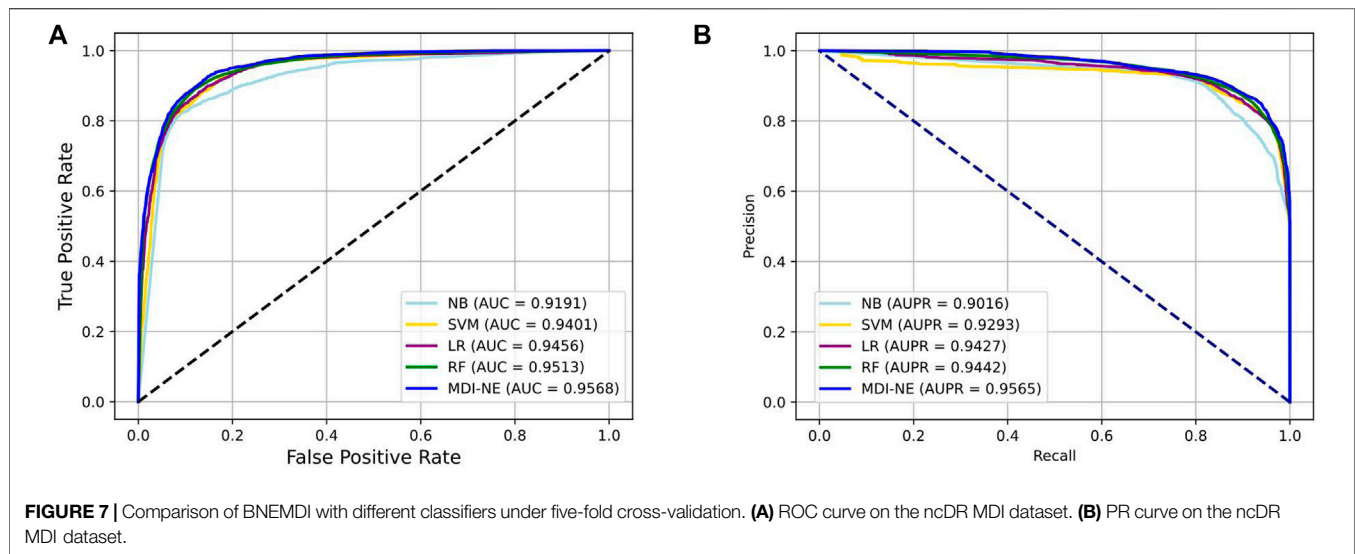 A
1.0
0.8
0.6
0.4
0.2
0.0
True Positive Rate
NB (AUC = 0.9191)
SVM (AUC = 0.9401)
LR (AUC = 0.9456)
RF (AUC = 0.9513)
MDI-NE (AUC = 0.9568)
0.0 0.2 0.4 0.6 0.8 1.0
False Positive Rate
B
1.0
0.8
0.6
0.4
0.2
0.0
Precision
NB (AUPR = 0.9016)
SVM (AUPR = 0.9293)
LR (AUPR = 0.9427)
RF (AUPR = 0.9442)
MDI-NE (AUPR = 0.9565)
0.0 0.2 0.4 0.6 0.8 1.0
Recall
FIGURE 7 | Comparison of BNEMDI with different classifiers under five-fold cross-validation. (A) ROC curve on the ncDR MDI dataset. (B) PR curve on the ncDR
MDI dataset.